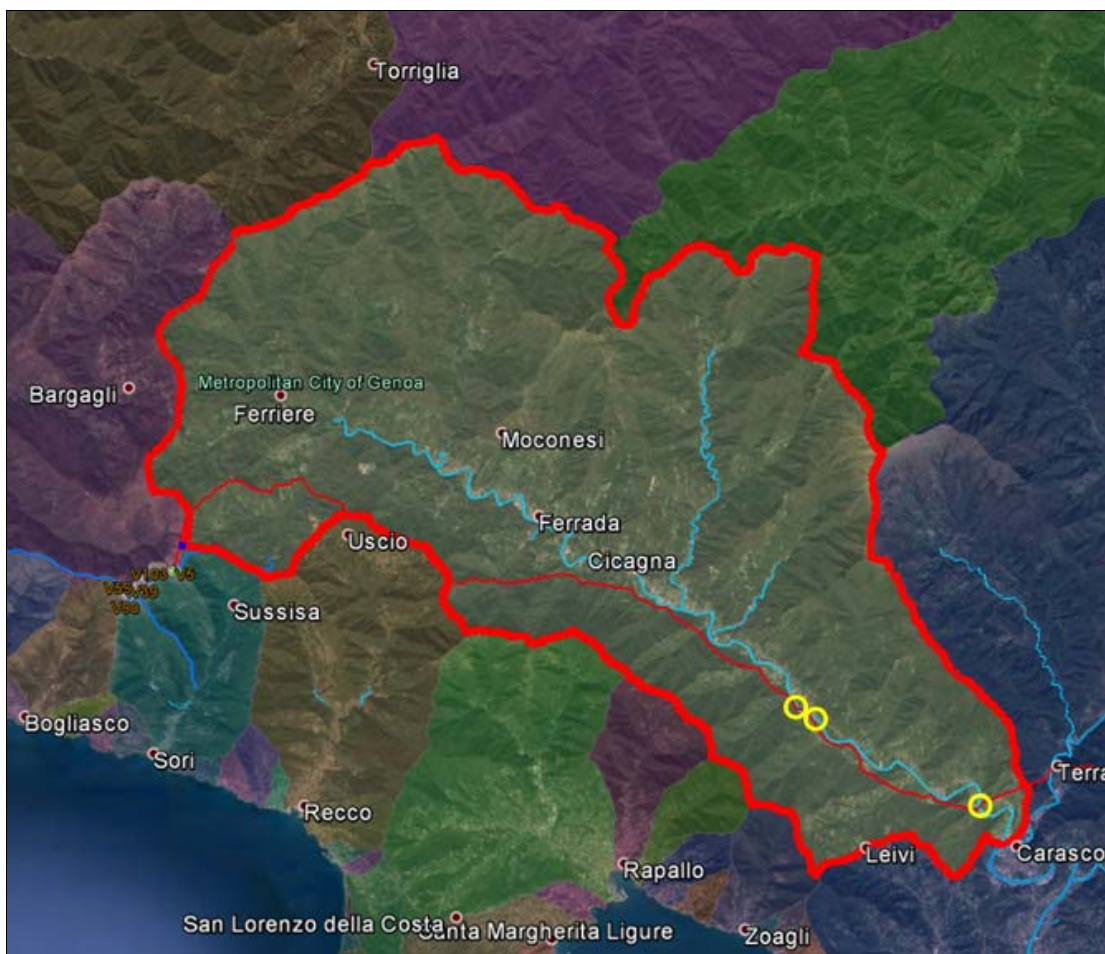 Torriglia
Bargagli
Metropolitan City of Genoa
Ferriere
Moconesi
Ferrada
Uscio
Cicagna
Sussisa
Bogliasco
Sori
Recco
Rapallo
Leivi
Terra
Carasco
San Lorenzo della Costa
Santa Margherita Ligure
Zoagli